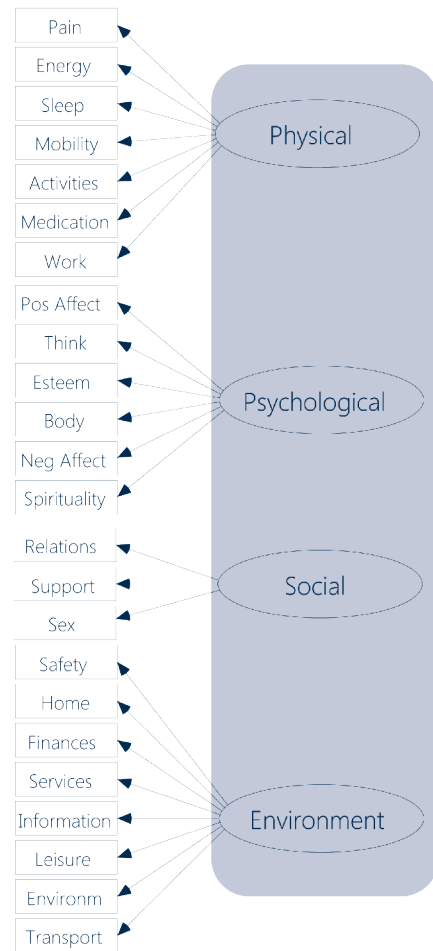 Pain
Energy
Sleep
Mobility
Activities
Medication
Work
Physical
Pos Affect
Think
Esteem
Body
Neg Affect
Spirituality
Psychological
Relations
Support
Sex
Social
Safety
Home
Finances
Services
Information
Leisure
Environm
Transport
Environment